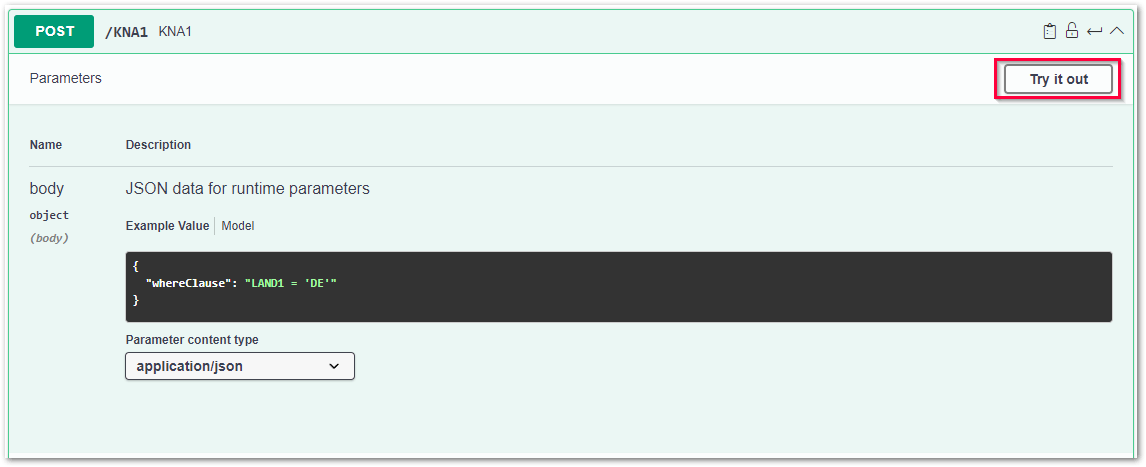 POST /KNA1 KNA1
Parameters Try it out
Name Description
body JSON data for runtime parameters
object
(body)
Example Value Model
{
"whereClause": "LAND1 = 'DE'"
}
Parameter content type
application/json